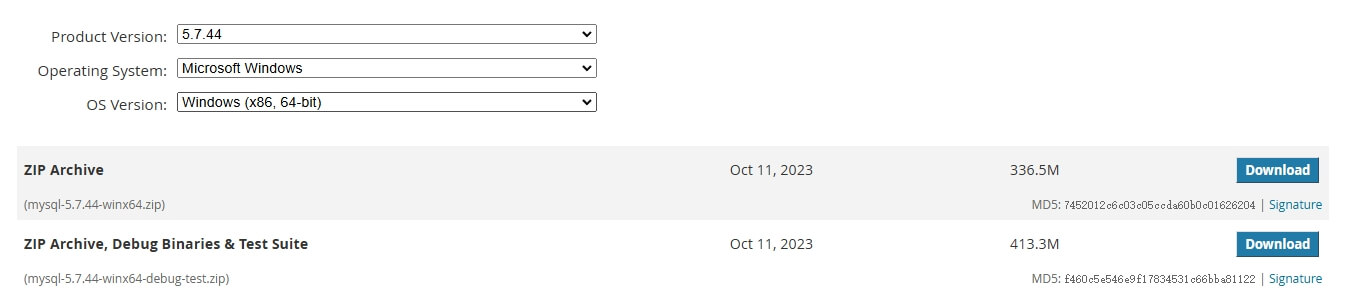 Product Version: 5.7.44
Operating System: Microsoft Windows
OS Version: Windows (x86, 64-bit)
ZIP Archive Oct 11, 2023 336.5M Download
(mysql-5.7.44-winx64.zip) MD5: 7452012c6c03c05ccda60b0c01626204 | Signature
ZIP Archive, Debug Binaries & Test Suite Oct 11, 2023 413.3M Download
(mysql-5.7.44-winx64-debug-test.zip) MD5: f460c5e546e9f17834531c66bba81122 | Signature